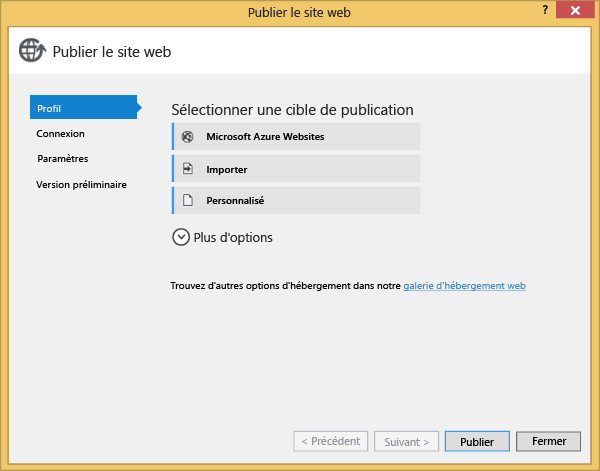 Publier le site web
?
Publier le site web
Profil
Connexion
Paramètres
Version préliminaire
Sélectionner une cible de publication
Microsoft Azure Websites
Importer
Personnalisé
Plus d'options
Trouvez d'autres options d'hébergement dans notre galerie d'hébergement web
< Précédent
Suivant >
Publier
Fermer